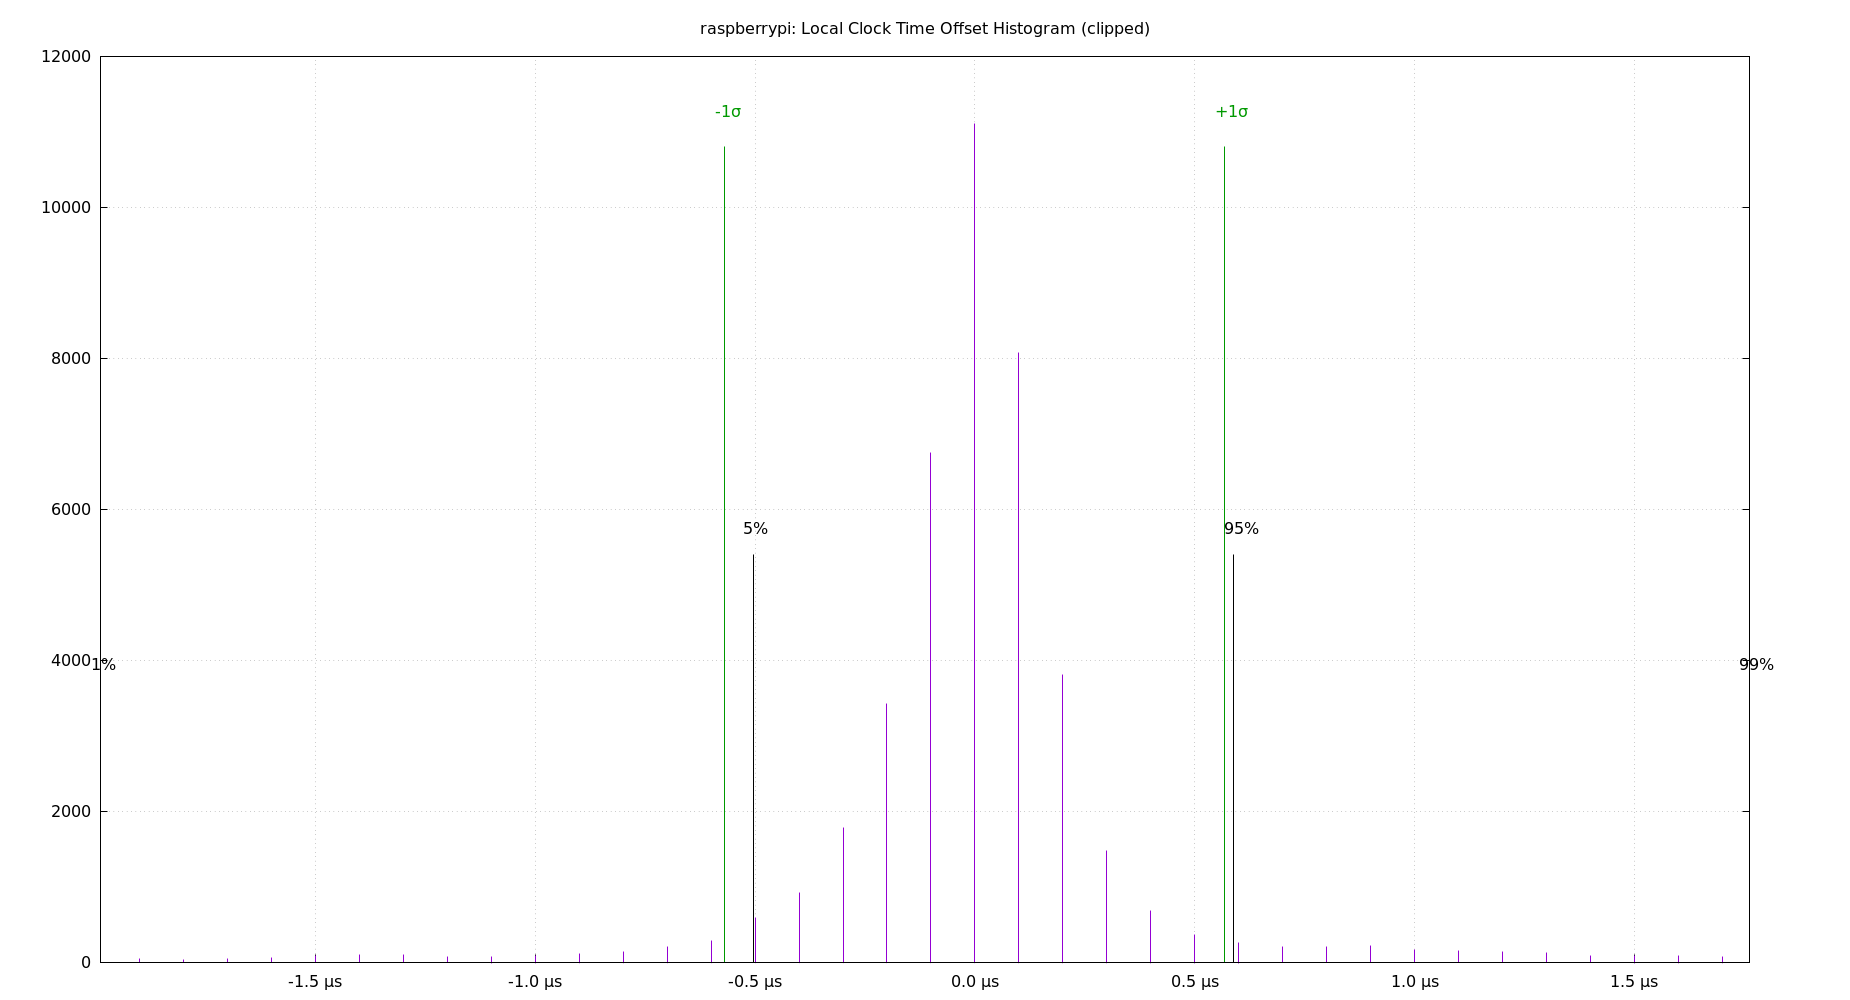 raspberrypi: Local Clock Time Offset Histogram (clipped)
12000
-1σ
+1σ
10000
8000
6000
5%
95%
4000
1%
99%
2000
0
-1.5 µs
-1.0 µs
-0.5 µs
0.0 µs
0.5 µs
1.0 µs
1.5 µs